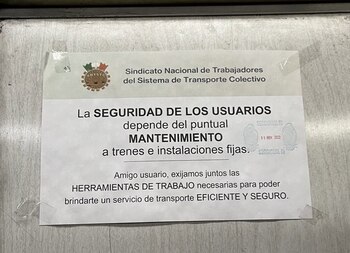 Sindicato Nacional de Trabajadores
del Sistema de Transporte Colectivo
La SEGURIDAD DE LOS USUARIOS
depende del puntual
MANTENIMIENTO
a trenes e instalaciones fijas.
Amigo usuario, exijamos juntos las
HERRAMIENTAS DE TRABAJO necesarias para poder
brindarte un servicio de transporte EFICIENTE Y SEGURO.